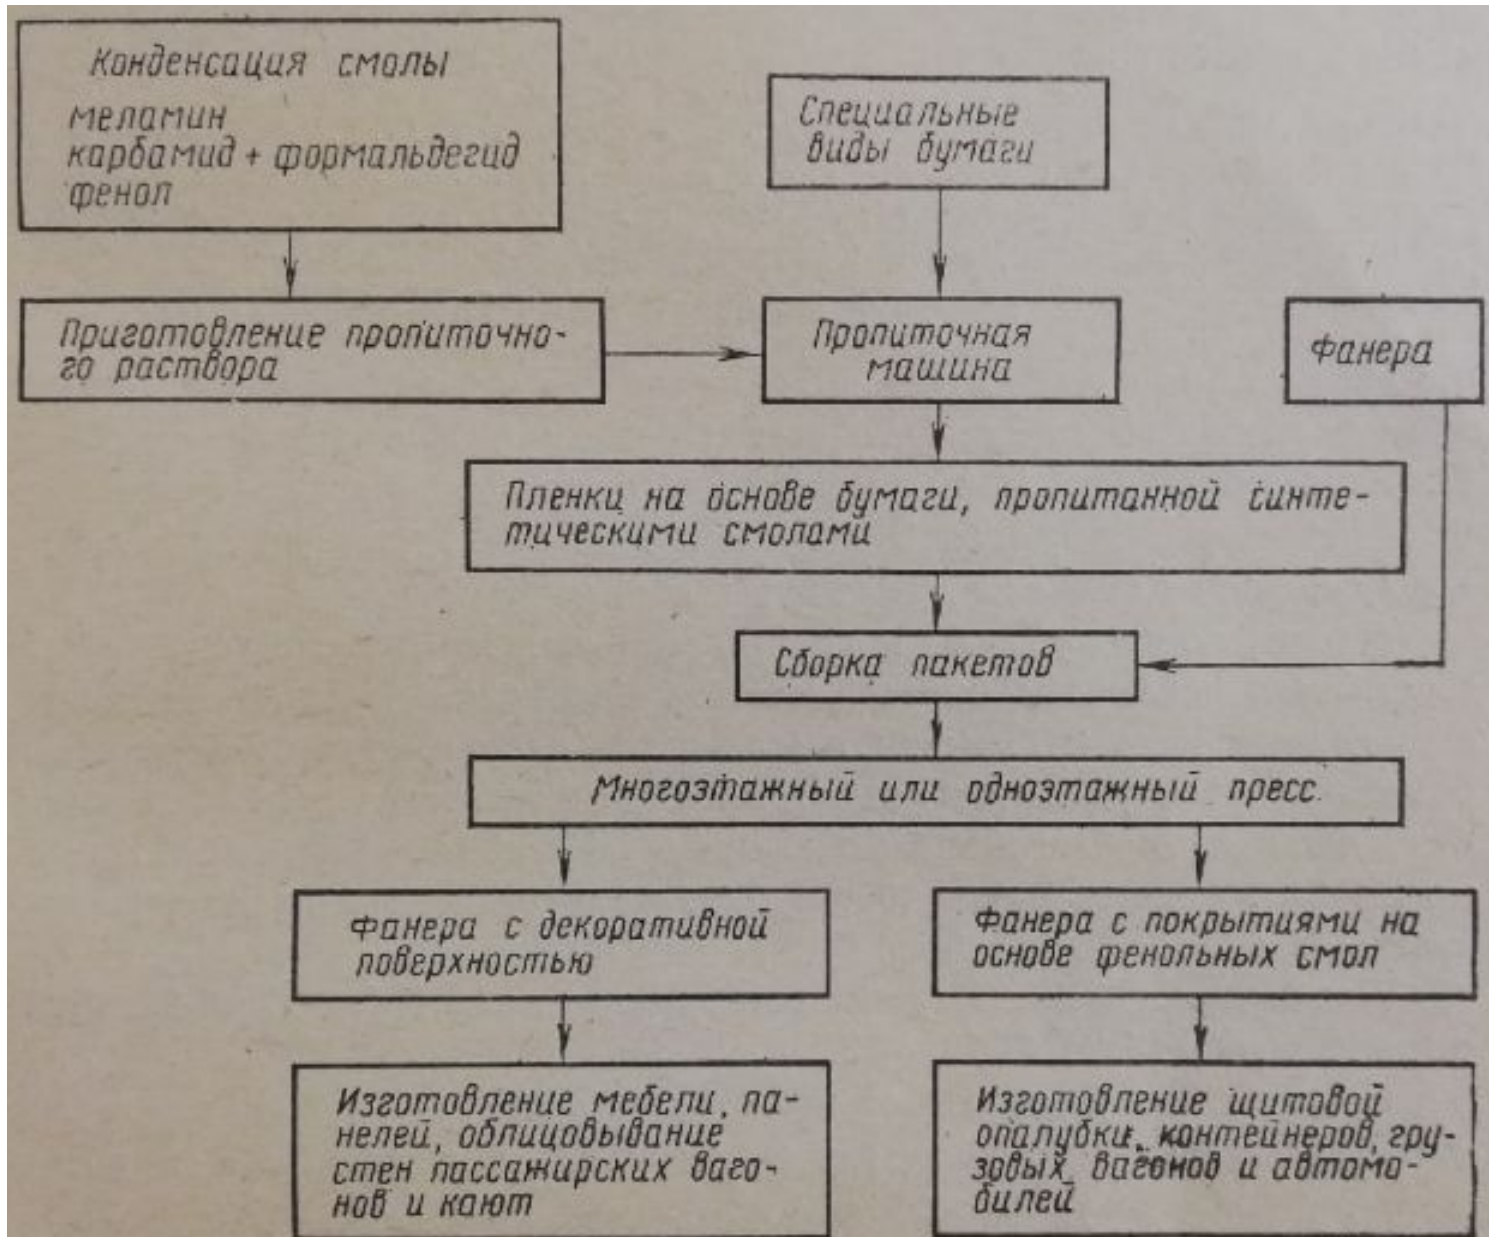 Конденсация смолы
меламин
карбамид + формальдегид
фенол
Специальные
виды бумаги
Приготовление пропиточно-
го раствора
Пропиточная
машина
Фанера
Пленки на основе бумаги, пропитанной синте-
тическими смолами
Сборка пакетов
Многоэтажный или одноэтажный пресс.
Фанера с декоративной
поверхностью
Фанера с покрытиями на
основе фенольных смол
Изготовление мебели, па-
нелей, облицовывание
стен пассажирских ваго-
нов и кают
Изготовление щитовой
опалубки, контейнеров, гру-
зовых вагонов и автомо-
билей